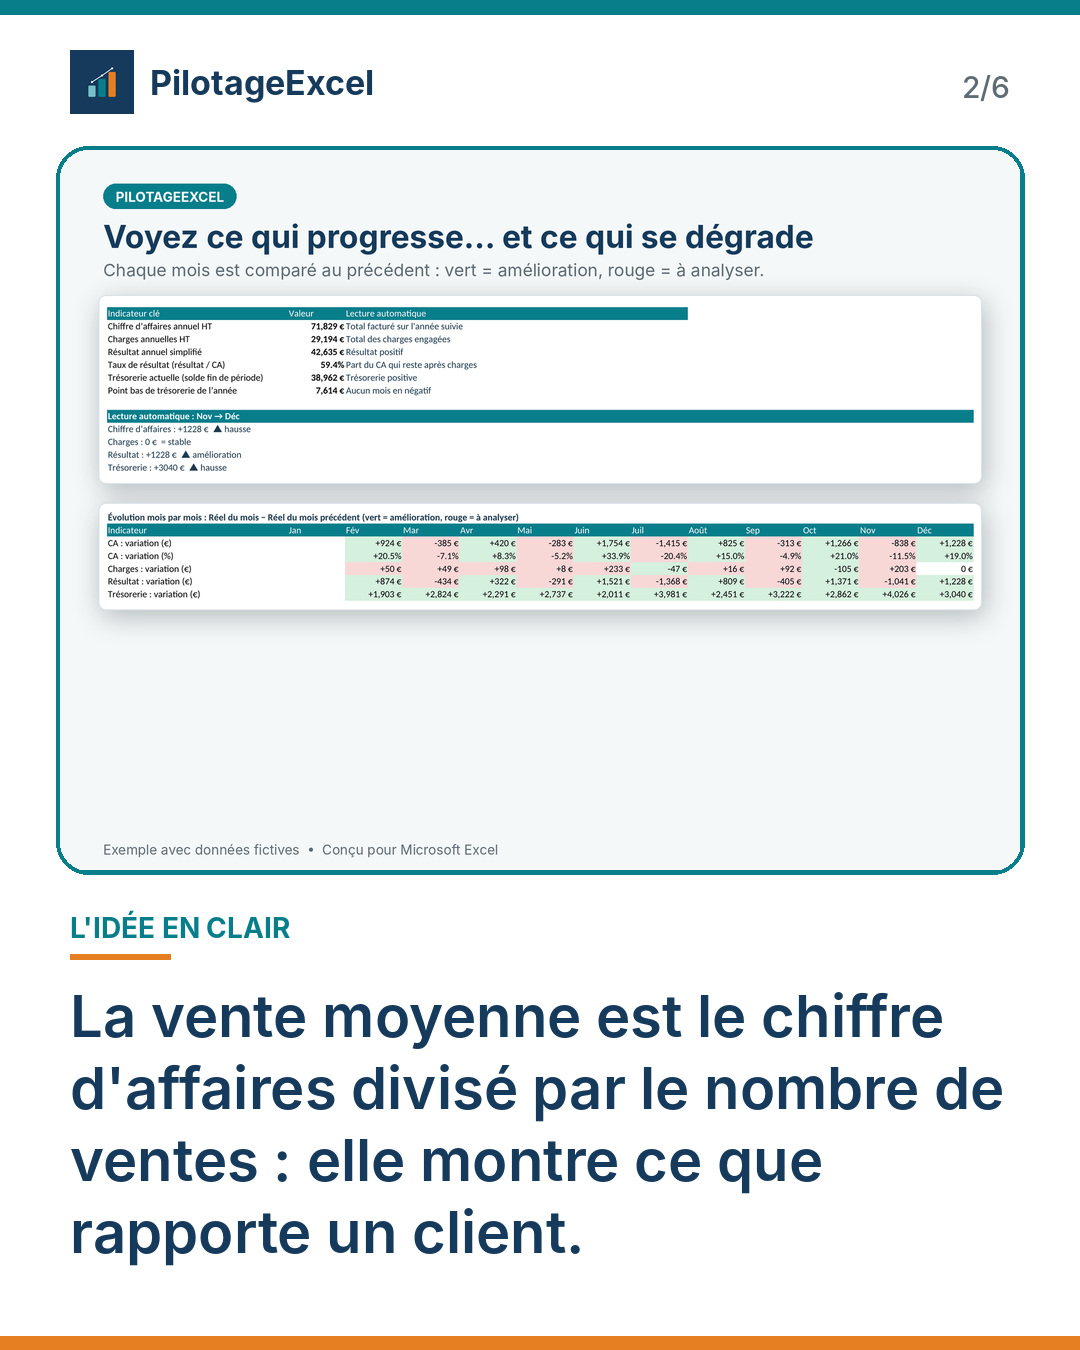 PilotageExcel
2/6
PILOTAGEEXCEL
Voyez ce qui progresse... et ce qui se dégrade
Chaque mois est comparé au précédent : vert = amélioration, rouge = à analyser.
Indicateur clé Valeur Lecture automatique
Chiffre d'affaires annuel HT 71,829 € Total facturé sur l'année suivie
Charges annuelles HT 29,194 € Total des charges engagées
Résultat annuel simplifié 42,635 € Résultat positif
Taux de résultat (résultat / CA) 59.4% Part du CA qui reste après charges
Trésorerie actuelle (solde fin de période) 38,962 € Trésorerie positive
Point bas de trésorerie de l'année 7,614 € Aucun mois en négatif
Lecture automatique : Nov → Déc
Chiffre d'affaires : +1228 € ▲ hausse
Charges : 0 € = stable
Résultat : +1228 € ▲ amélioration
Trésorerie : +3040 € ▲ hausse
Évolution mois par mois : Réel du mois − Réel du mois précédent (vert = amélioration, rouge = à analyser)
Indicateur Jan Fév Mar Avr Mai Juin Juil Août Sep Oct Nov Déc
CA : variation (€) +924 € -385 € +420 € -283 € +1,754 € -1,415 € +825 € -313 € +1,266 € -838 € +1,228 €
CA : variation (%) +20.5% -7.1% +8.3% -5.2% +33.9% -20.4% +15.0% -4.9% +21.0% -11.5% +19.0%
Charges : variation (€) +50 € +49 € +98 € +8 € +233 € -47 € +16 € +92 € -105 € +203 € 0 €
Résultat : variation (€) +874 € -434 € +322 € -291 € +1,521 € -1,368 € +809 € -405 € +1,371 € -1,041 € +1,228 €
Trésorerie : variation (€) +1,903 € +2,824 € +2,291 € +2,737 € +2,011 € +3,981 € +2,451 € +3,222 € +2,862 € +4,026 € +3,040 €
Exemple avec données fictives • Conçu pour Microsoft Excel
L'IDÉE EN CLAIR
La vente moyenne est le chiffre
d'affaires divisé par le nombre de
ventes : elle montre ce que
rapporte un client.